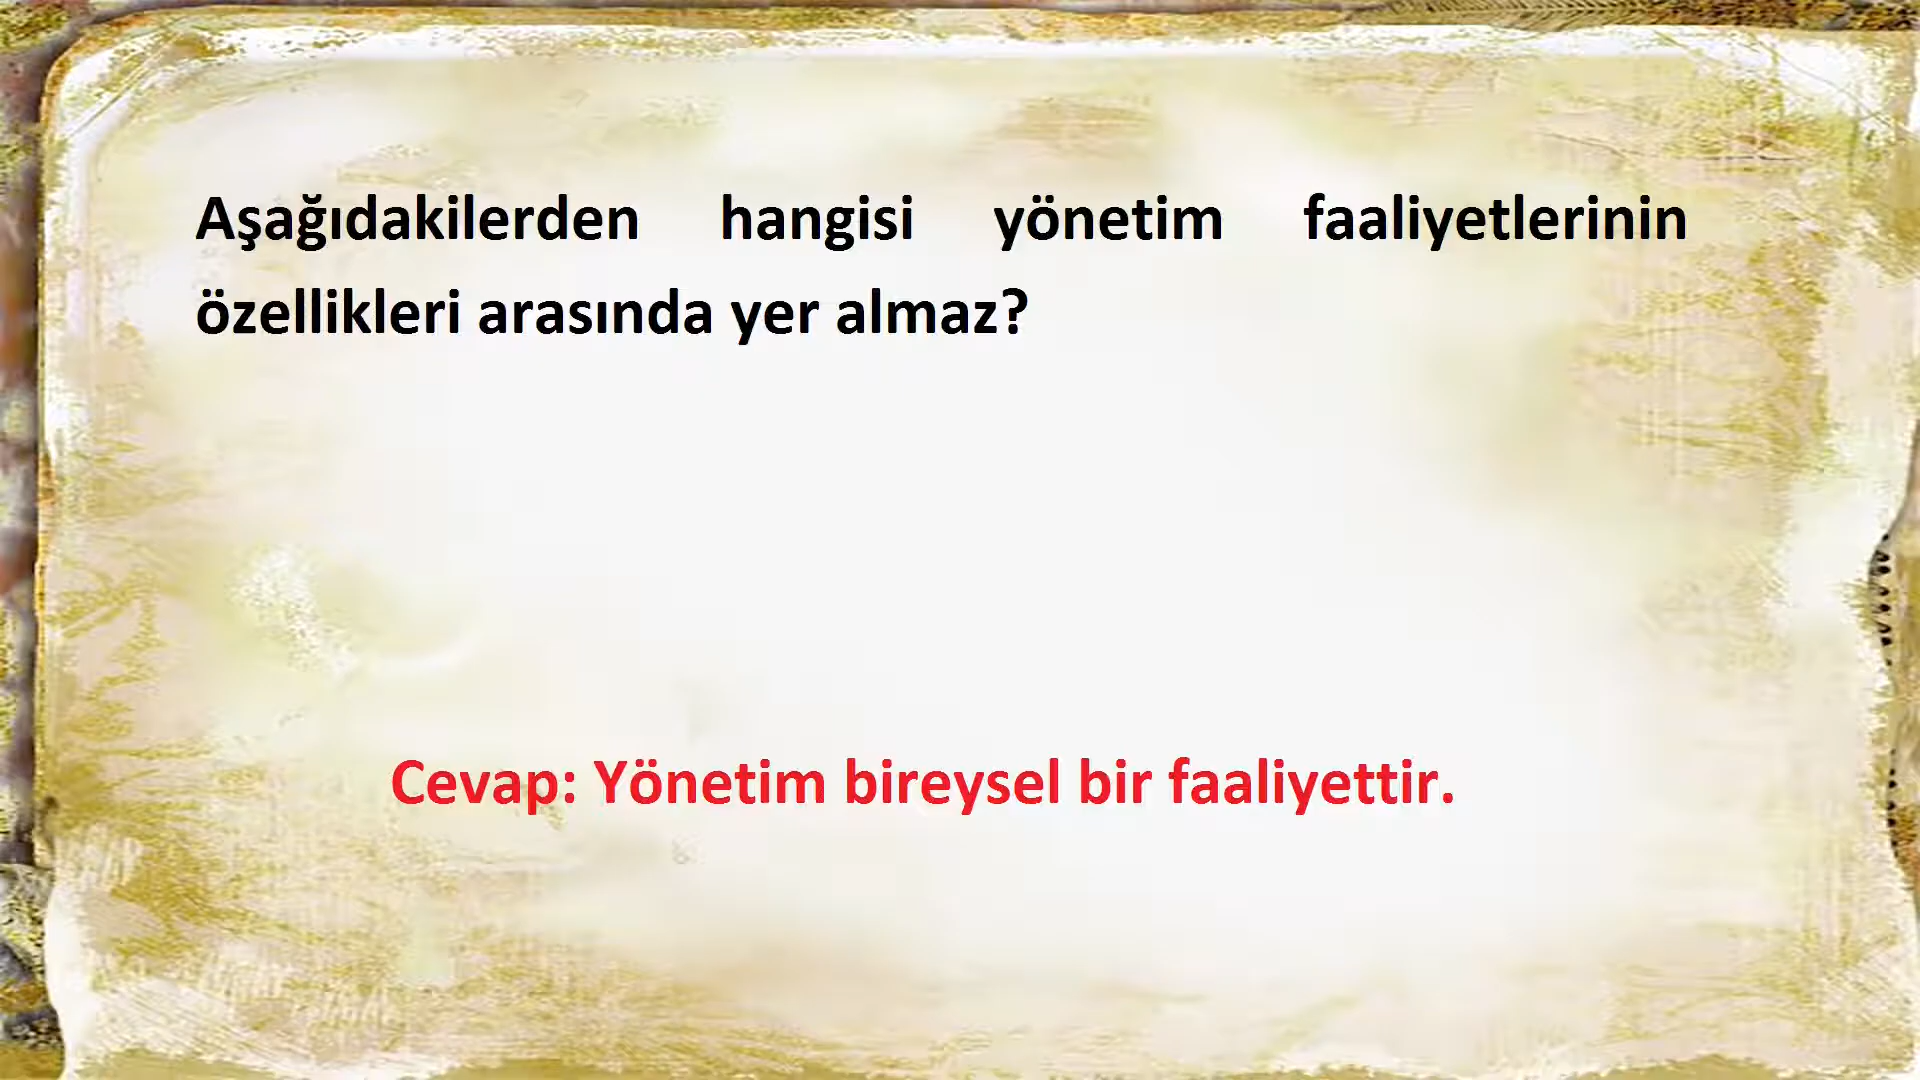 Aşağıdakilerden hangisi yönetim faaliyetlerinin
özellikleri arasında yer almaz?
Cevap: Yönetim bireysel bir faaliyettir.